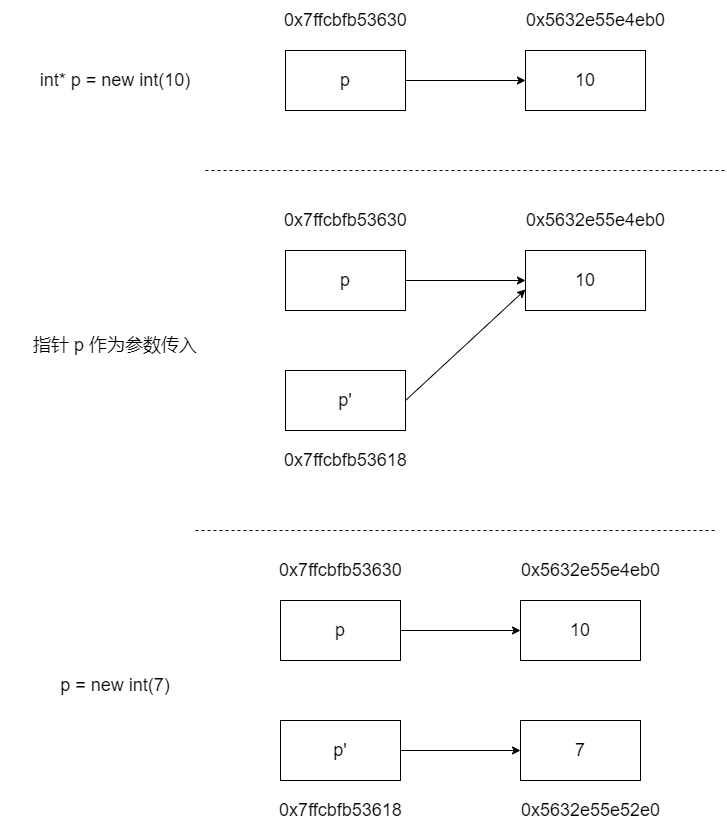 0x7ffcbfb53630 0x5632e55e4eb0
int* p = new int(10) p 10
0x7ffcbfb53630 0x5632e55e4eb0
p 10
指针 p 作为参数传入
p'
0x7ffcbfb53618
0x7ffcbfb53630 0x5632e55e4eb0
p 10
p = new int(7)
p' 7
0x7ffcbfb53618 0x5632e55e52e0